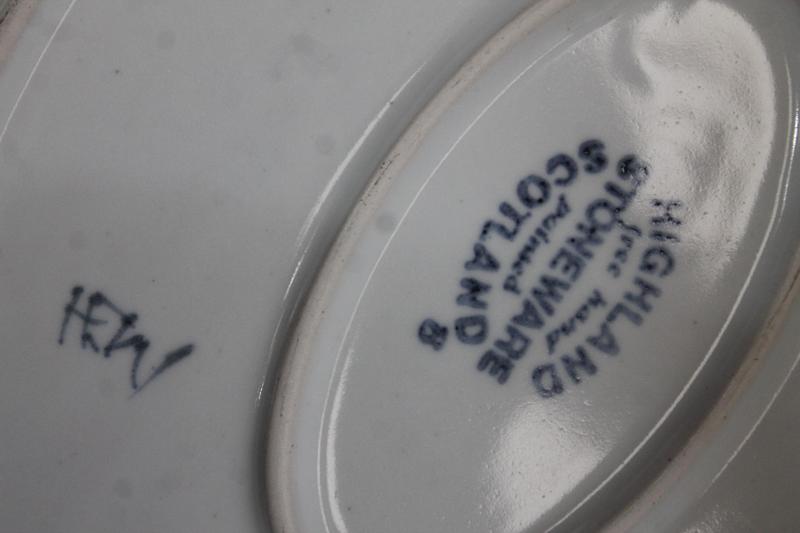 HIGHLAND
free hand
STONEWARE
painted
SCOTLAND 8